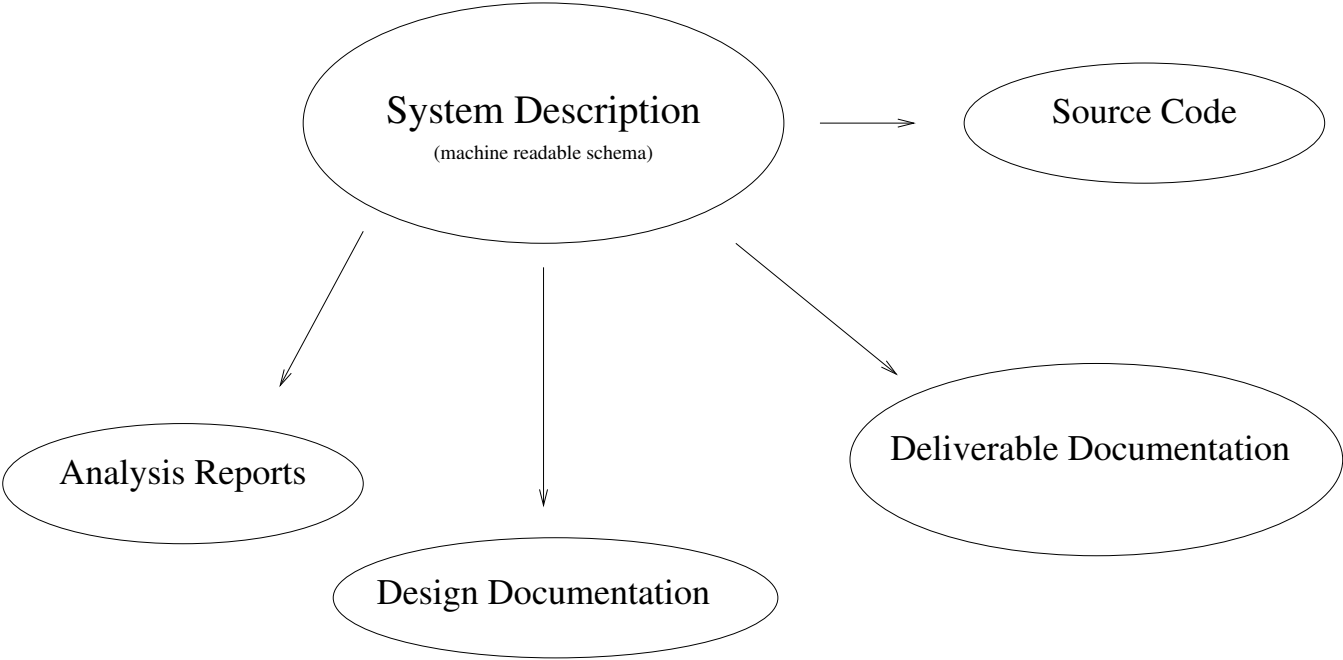 System Description
(machine readable schema)
Source Code
Analysis Reports
Deliverable Documentation
Design Documentation